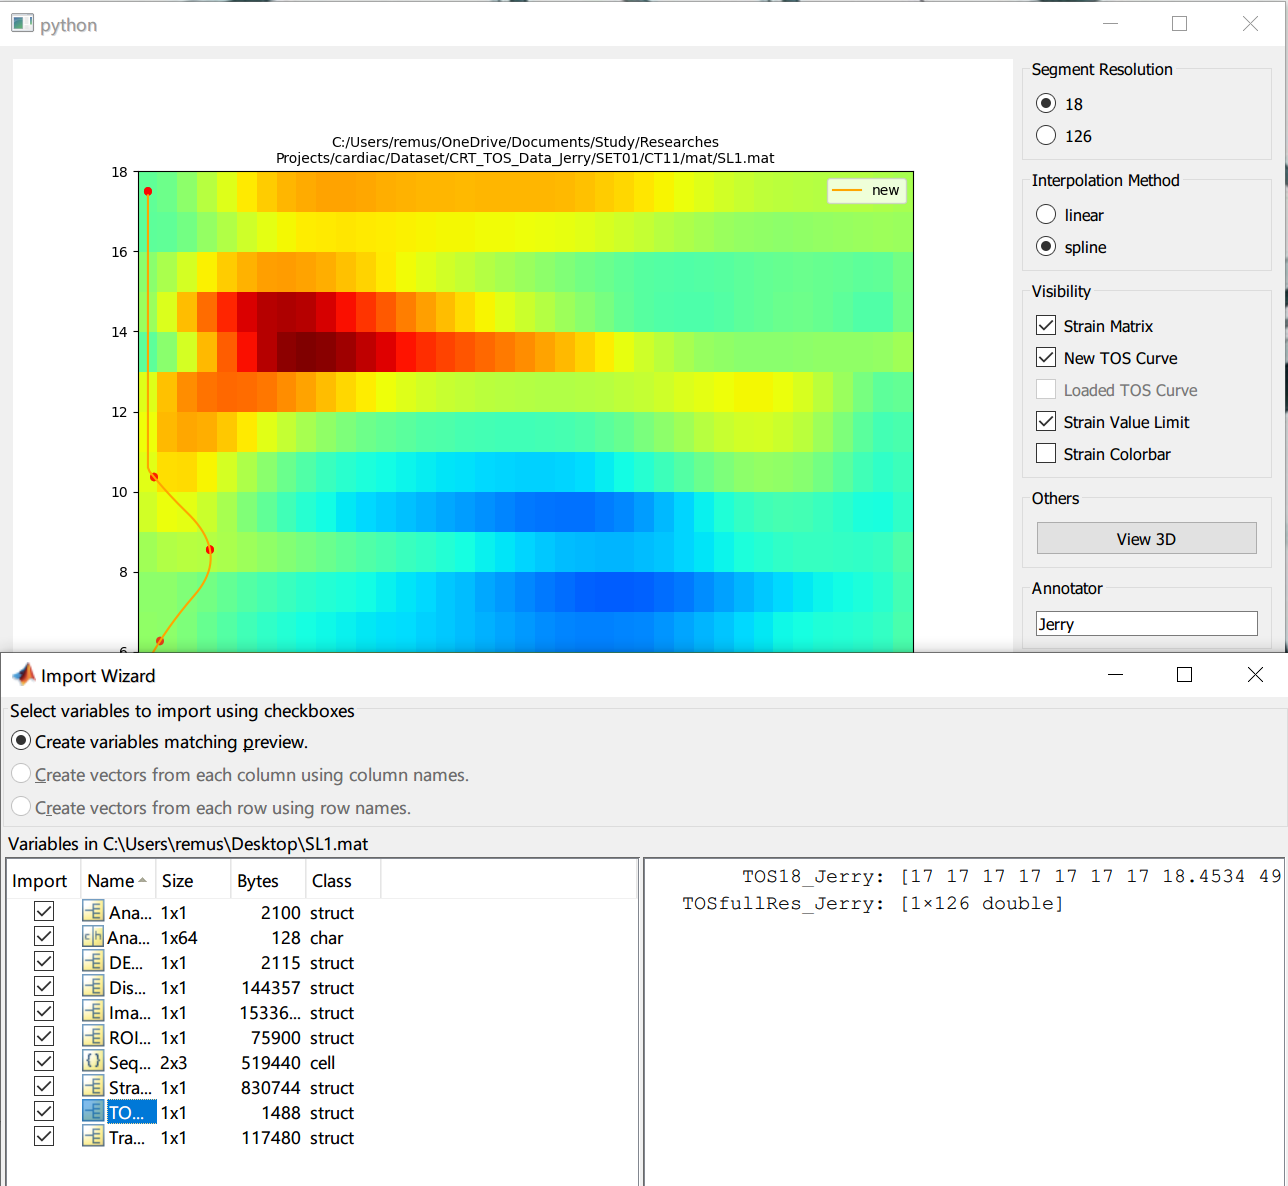 python
C:/Users/remus/OneDrive/Documents/Study/Researches
Projects/cardiac/Dataset/CRT_TOS_Data_Jerry/SET01/CT11/mat/SL1.mat
18
16
14
12
10
8
6
new
Segment Resolution
18
126
Interpolation Method
linear
spline
Visibility
Strain Matrix
New TOS Curve
Loaded TOS Curve
Strain Value Limit
Strain Colorbar
Others
View 3D
Annotator
Jerry
Import Wizard
Select variables to import using checkboxes
Create variables matching preview.
Create vectors from each column using column names.
Create vectors from each row using row names.
Variables in C:\Users\remus\Desktop\SL1.mat
Import Name Size Bytes Class
Ana... 1x1 2100 struct
Ana... 1x64 128 char
DE... 1x1 2115 struct
Dis... 1x1 144357 struct
Ima... 1x1 15336... struct
ROI... 1x1 75900 struct
Seq... 2x3 519440 cell
Stra... 1x1 830744 struct
TO... 1x1 1488 struct
Tra... 1x1 117480 struct
TOS18_Jerry: [17 17 17 17 17 17 17 18.4534 49
TOSfullRes_Jerry: [1×126 double]